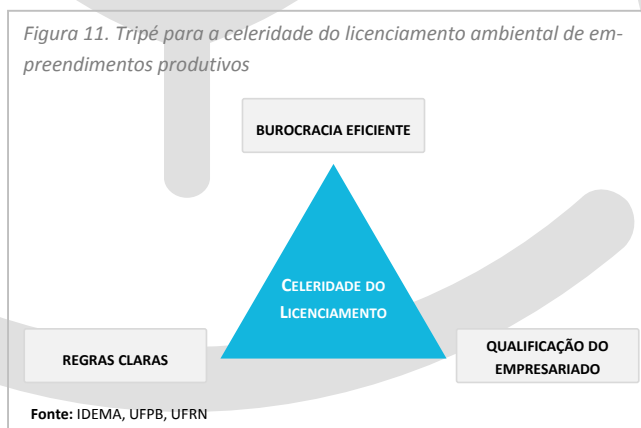 Figura 11. Tripé para a celeridade do licenciamento ambiental de em-
preendimentos produtivos
BUROCRACIA EFICIENTE
CELERIDADE DO
LICENCIAMENTO
REGRAS CLARAS
QUALIFICAÇÃO DO
EMPRESARIADO
Fonte: IDEMA, UFPB, UFRN